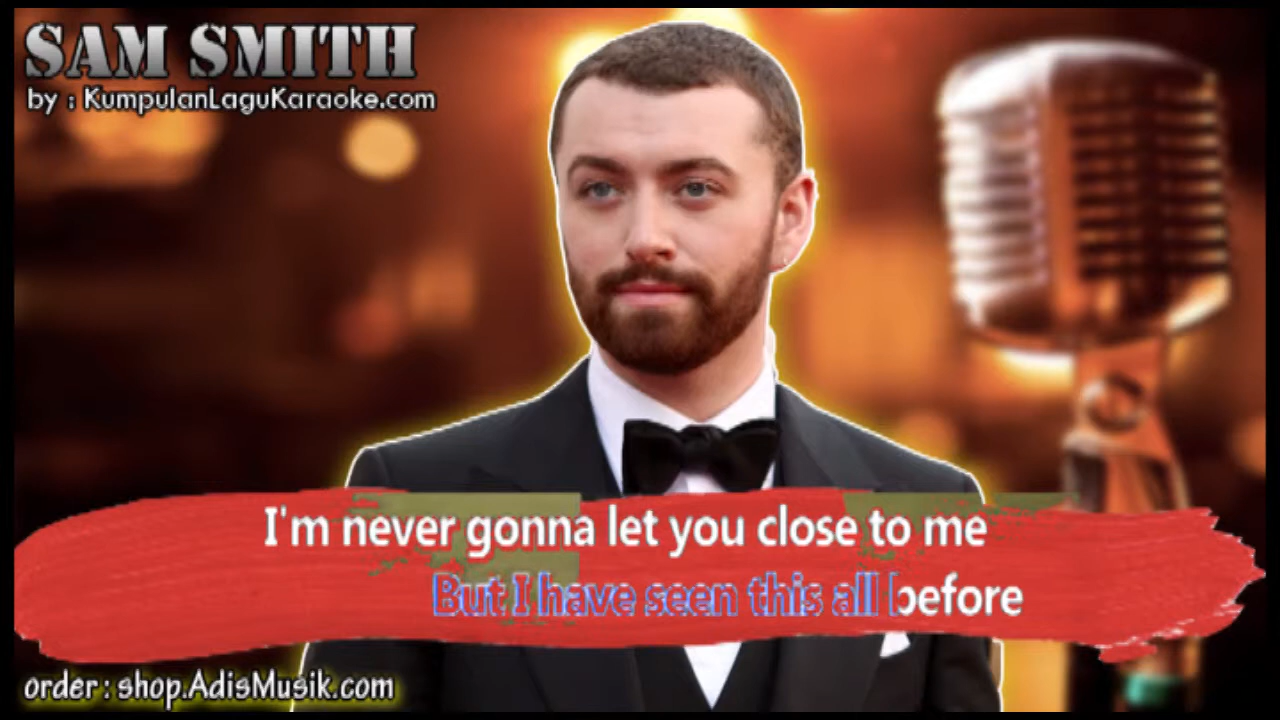 SAM SMITH
by : KumpulanLaguKaraoke.com
I'm never gonna let you close to me
But I have seen this all before
order : shop.AdisMusik.com